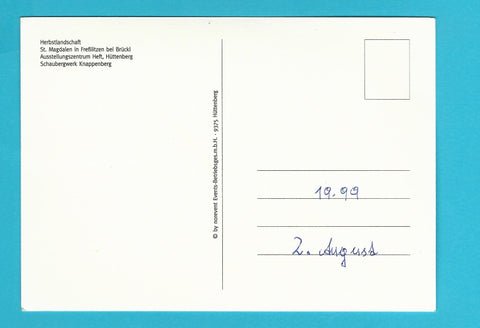 Herbstlandschaft
St. Magdalen in Freßlitzen bei Brückl
Ausstellungszentrum Heft, Hüttenberg
Schaubergwerk Knappenberg
© by norevent Events-Betriebsges.m.b.H. · 9375 Hüttenberg
19.99
2. August